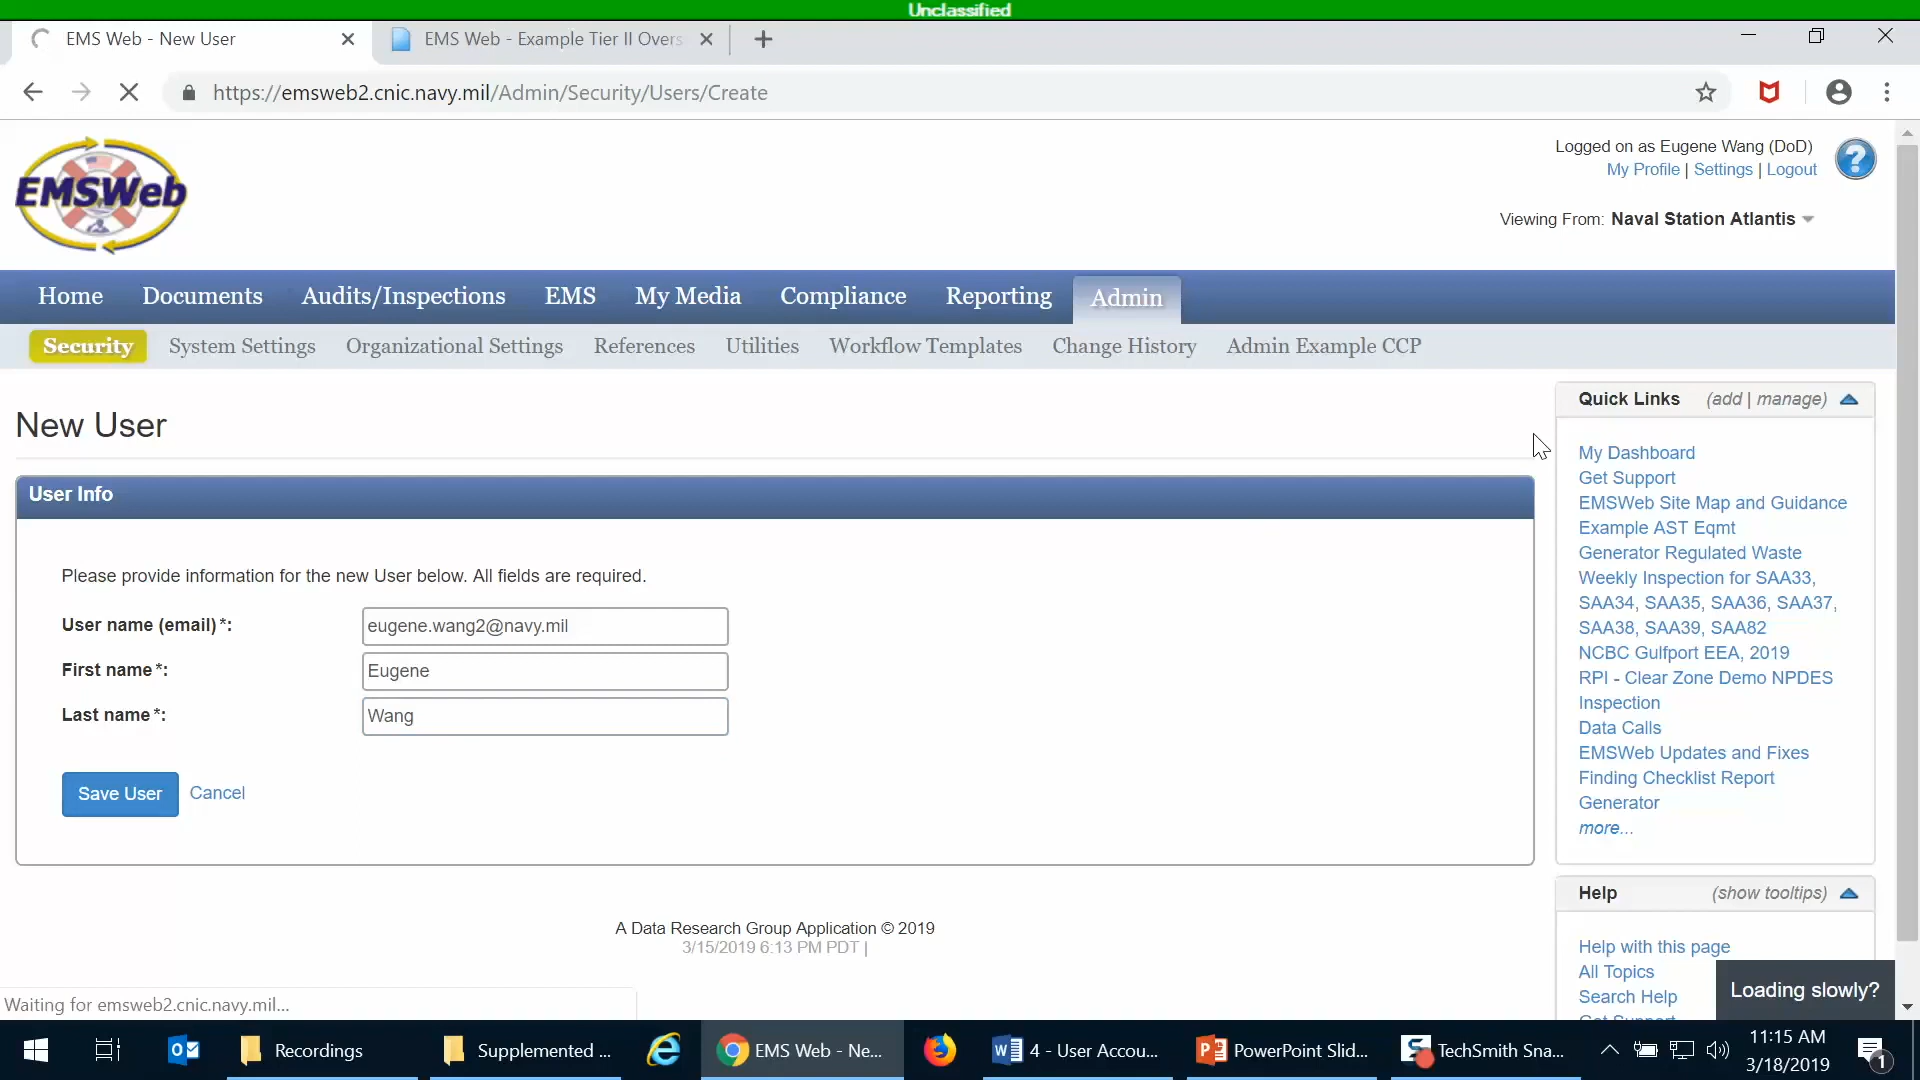 Unclassified
EMS Web - New User
EMS Web - Example Tier II Overs
https://emsweb2.cnic.navy.mil/Admin/Security/Users/Create
EMSWeb
Logged on as Eugene Wang (DoD)
My Profile | Settings | Logout
?
Viewing From: Naval Station Atlantis
Home Documents Audits/Inspections EMS My Media Compliance Reporting Admin
Security System Settings Organizational Settings References Utilities Workflow Templates Change History Admin Example CCP
New User
User Info
Please provide information for the new User below. All fields are required.
User name (email)*: eugene.wang2@navy.mil
First name*: Eugene
Last name*: Wang
Save User Cancel
Quick Links (add | manage)
My Dashboard
Get Support
EMSWeb Site Map and Guidance
Example AST Eqmt
Generator Regulated Waste
Weekly Inspection for SAA33,
SAA34, SAA35, SAA36, SAA37,
SAA38, SAA39, SAA82
NCBC Gulfport EEA, 2019
RPI - Clear Zone Demo NPDES
Inspection
Data Calls
EMSWeb Updates and Fixes
Finding Checklist Report
Generator
more...
Help (show tooltips)
Help with this page
All Topics
Search Help
Get Support
Loading slowly?
A Data Research Group Application © 2019
3/15/2019 6:13 PM PDT |
Waiting for emsweb2.cnic.navy.mil...
Recordings
Supplemented ...
EMS Web - Ne...
4 - User Accou...
PowerPoint Slid...
TechSmith Sna...
11:15 AM
3/18/2019
1